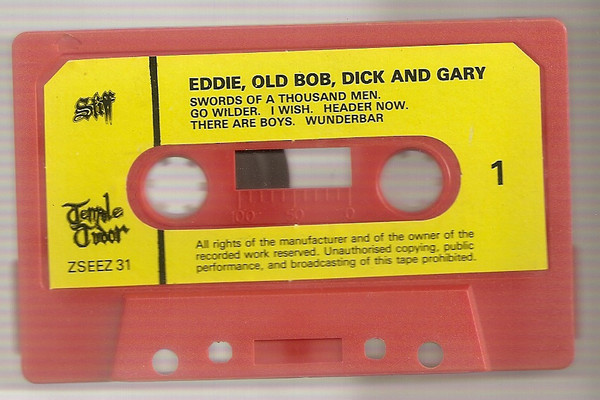 Stiff
EDDIE, OLD BOB, DICK AND GARY
SWORDS OF A THOUSAND MEN.
GO WILDER. I WISH. HEADER NOW.
THERE ARE BOYS. WUNDERBAR
1
100 50 0
Tenpole
Tudor
ZSEEZ 31
All rights of the manufacturer and of the owner of the
recorded work reserved. Unauthorised copying, public
performance, and broadcasting of this tape prohibited.